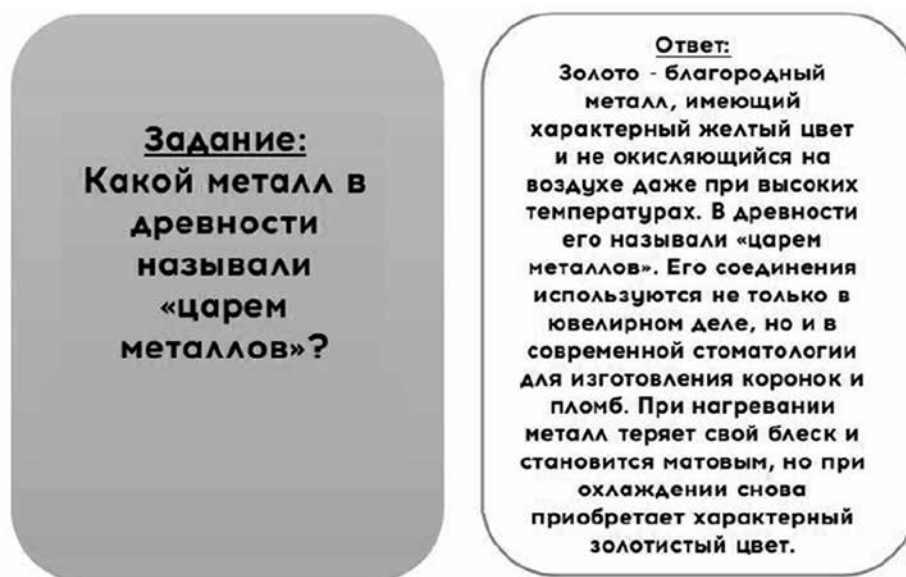 Задание:
Какой металл в
древности
называли
«царем
металлов»?
Ответ:
Золото - благородный
металл, имеющий
характерный желтый цвет
и не окисляющийся на
воздухе даже при высоких
температурах. В древности
его называли «царем
металлов». Его соединения
используются не только в
ювелирном деле, но и в
современной стоматологии
для изготовления коронок и
пломб. При нагревании
металл теряет свой блеск и
становится матовым, но при
охлаждении снова
приобретает характерный
золотистый цвет.